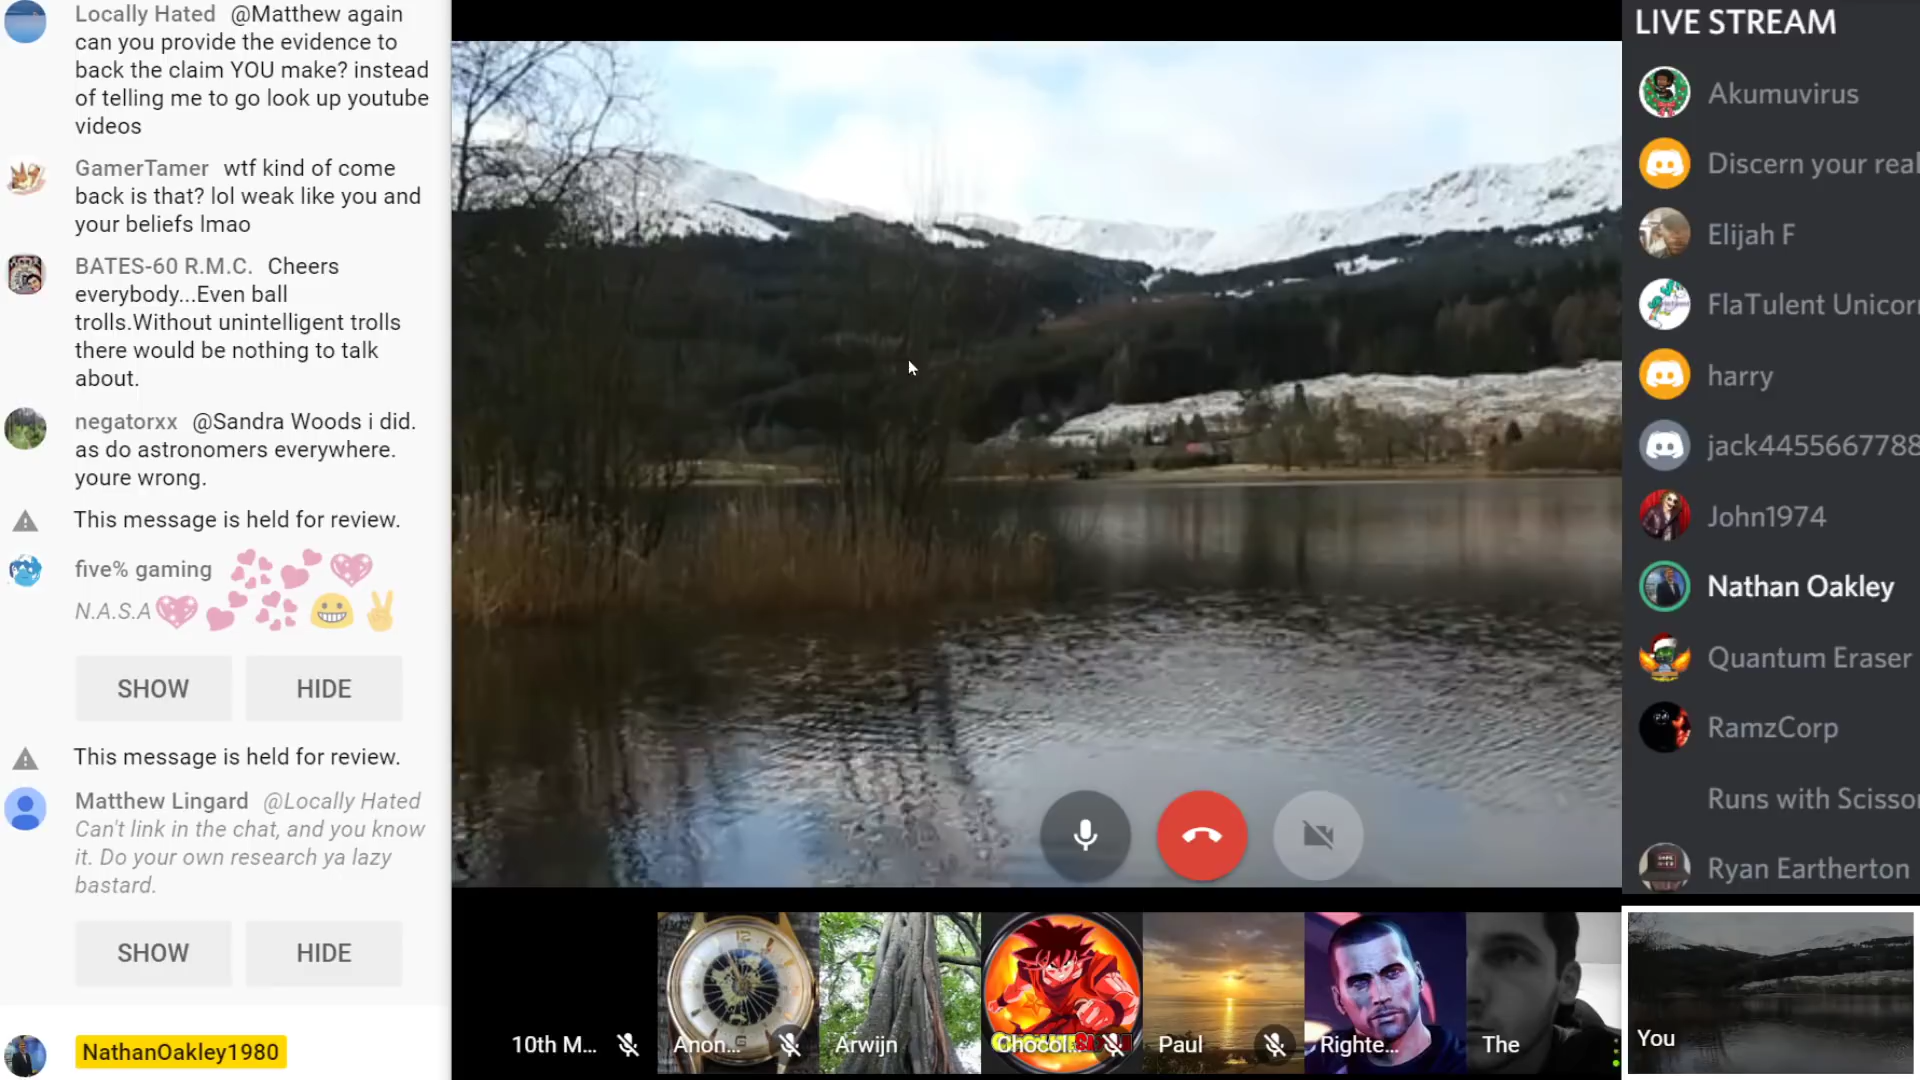 Locally Hated @Matthew again
can you provide the evidence to
back the claim YOU make? instead
of telling me to go look up youtube
videos
GamerTamer wtf kind of come
back is that? lol weak like you and
your beliefs lmao
BATES-60 R.M.C. Cheers
everybody...Even ball
trolls.Without unintelligent trolls
there would be nothing to talk
about.
negatorxx @Sandra Woods i did.
as do astronomers everywhere.
youre wrong.
This message is held for review.
five% gaming
N.A.S.A
SHOW HIDE
This message is held for review.
Matthew Lingard @Locally Hated
Can't link in the chat, and you know
it. Do your own research ya lazy
bastard.
SHOW HIDE
NathanOakley1980
10th M...
Anon...
Arwijn
Chocol...
Paul
Righte...
The
You
LIVE STREAM
Akumuvirus
Discern your real
Elijah F
FlaTulent Unicor
harry
jack4455667788
John1974
Nathan Oakley
Quantum Eraser
RamzCorp
Runs with Scisso
Ryan Eartherton